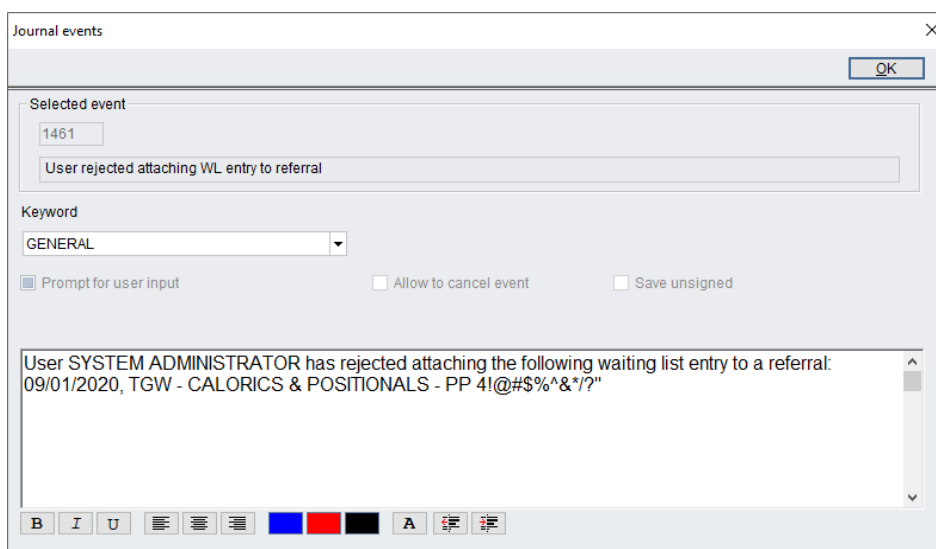 Journal events
OK
Selected event
1461
User rejected attaching WL entry to referral
Keyword
GENERAL
Prompt for user input Allow to cancel event Save unsigned
User SYSTEM ADMINISTRATOR has rejected attaching the following waiting list entry to a referral:
09/01/2020, TGW - CALORICS & POSITIONALS - PP 4!@#$%^&*/?"
B I U A